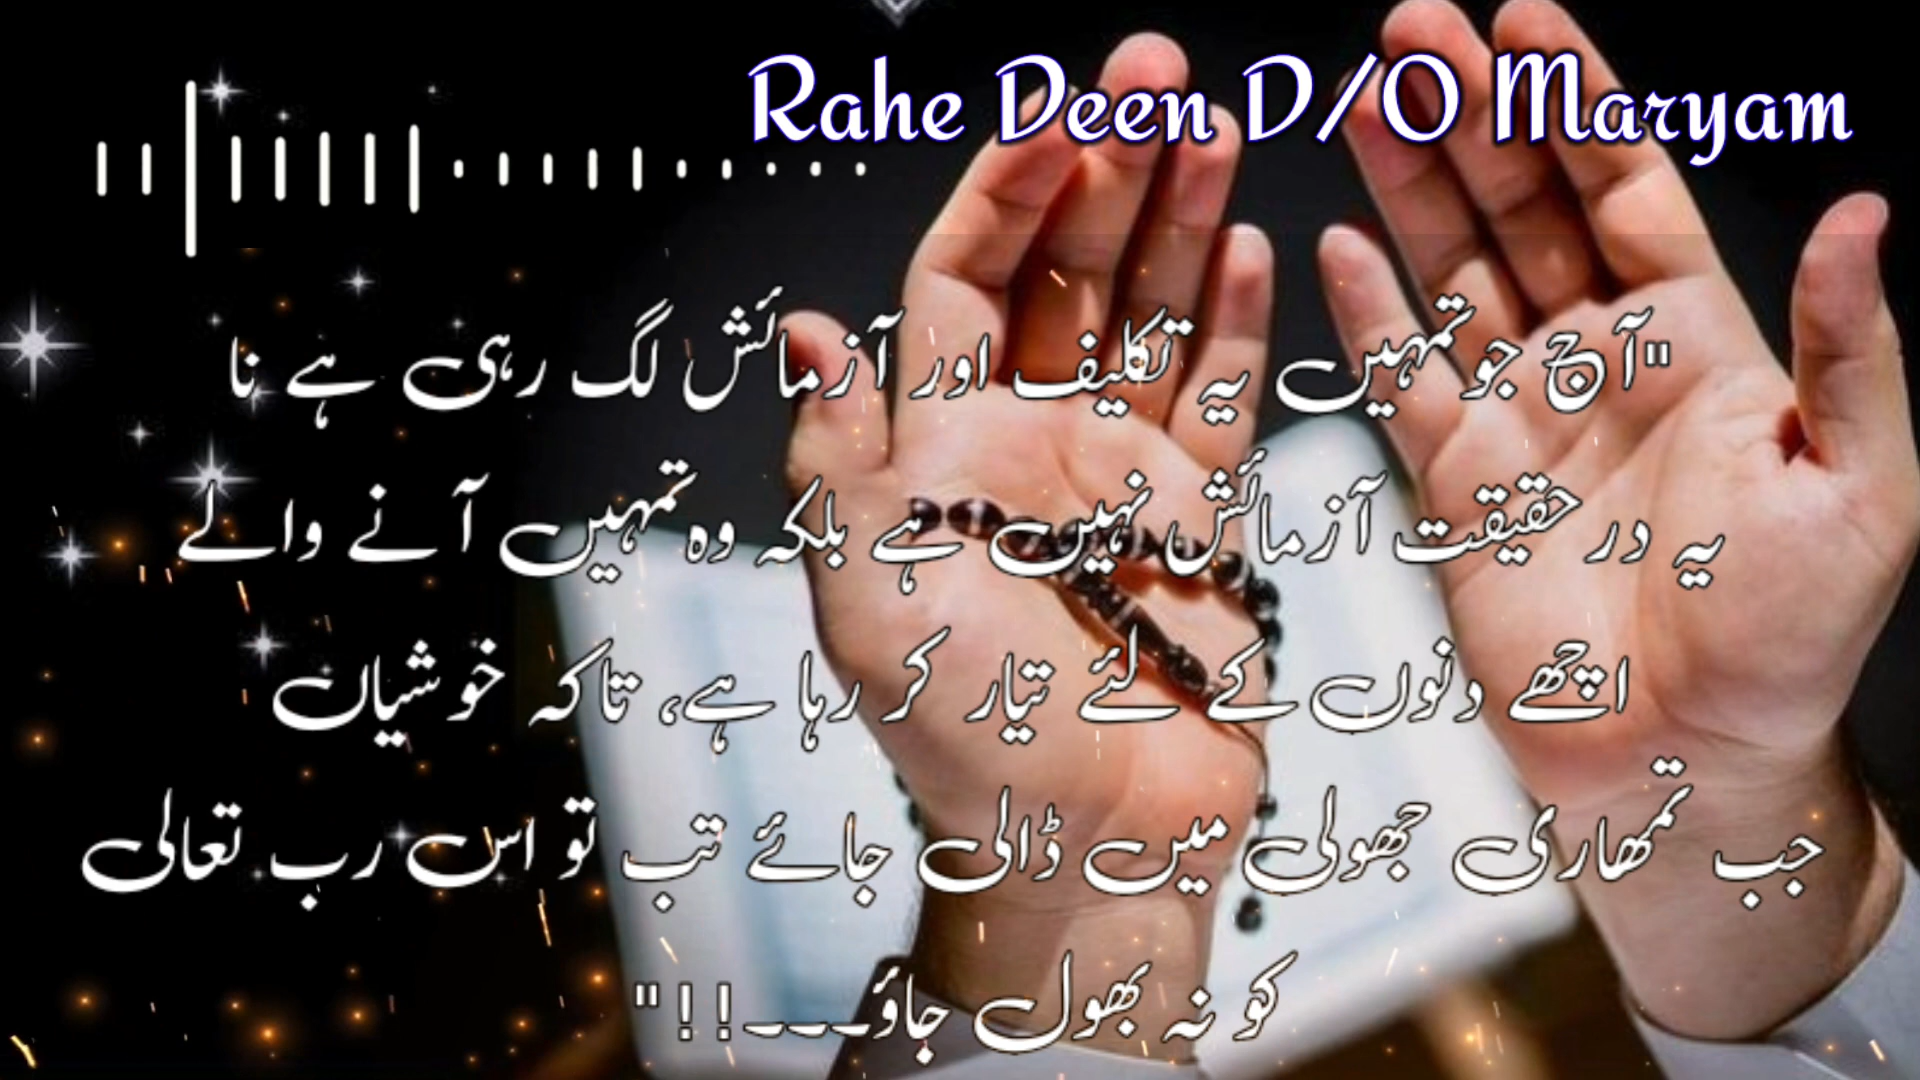 Rahe Deen D/O Maryam
"آج جو تمہیں یہ تکلیف اور آزمائش لگ رہی ہے نا
یہ در حقیقت آزمائش نہیں ہے بلکہ وہ تمہیں آنے والے
اچھے دنوں کے لئے تیار کر رہا ہے، تاکہ خوشیاں
جب تمھاری جھولی میں ڈالی جائے تب تو اس رب تعالی
کو نہ بھول جاؤ۔۔۔!!"